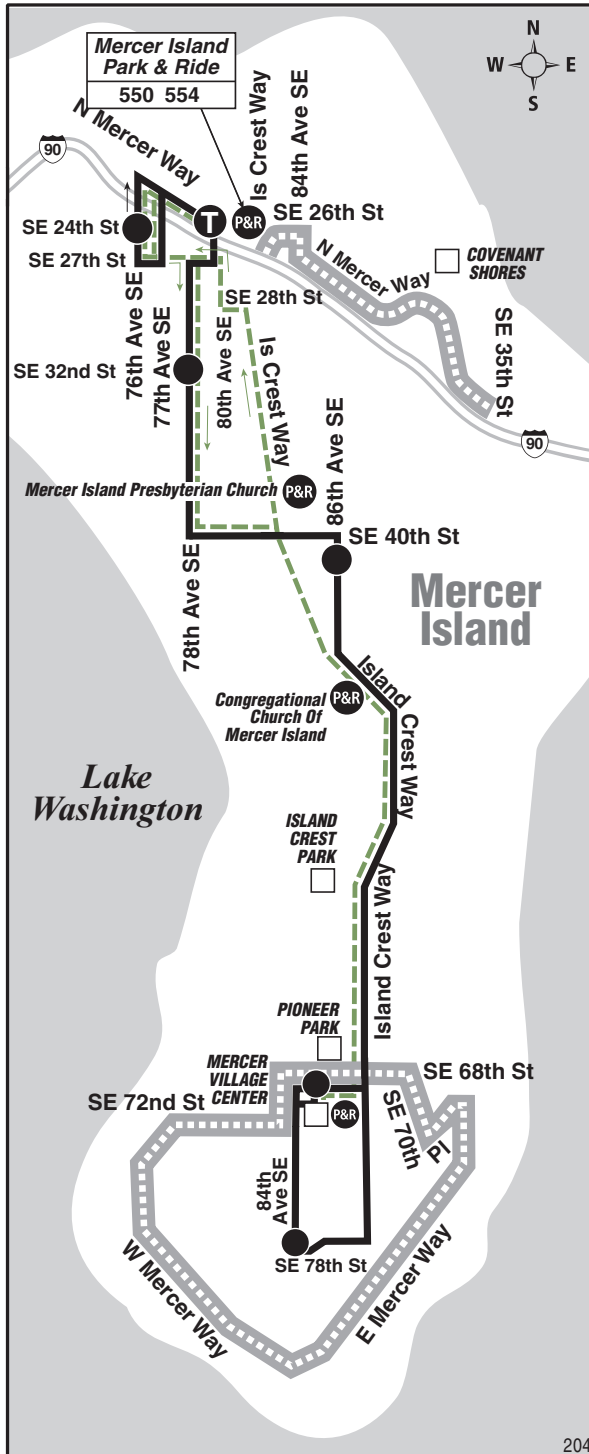 Mercer Island
Park & Ride
550 554
N
W E
S
N Mercer Way
Is Crest Way
84th Ave SE
90
T
P&R
SE 26th St
SE 24th St
N Mercer Way
COVENANT
SHORES
SE 27th St
SE 28th St
76th Ave SE
77th Ave SE
80th Ave SE
Is Crest Way
SE 35th St
SE 32nd St
86th Ave SE
90
Mercer Island Presbyterian Church
P&R
SE 40th St
78th Ave SE
Mercer
Island
Island
Crest Way
Congregational
Church Of
Mercer Island
P&R
Lake
Washington
ISLAND
CREST
PARK
Island Crest Way
PIONEER
PARK
MERCER
VILLAGE
CENTER
SE 68th St
SE 72nd St
P&R
SE 70th
Pl
84th
Ave SE
SE 78th St
W Mercer Way
E Mercer Way
204